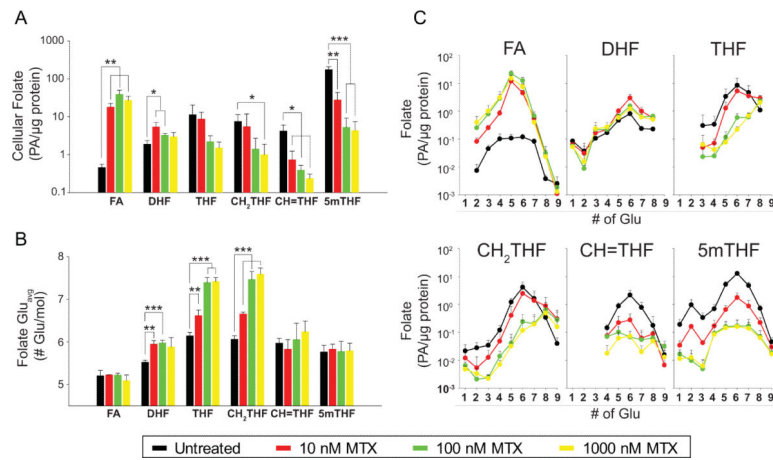 A
Cellular Folate
(PA/µg protein)
1000
100
10
1
0.1
**
*
*
*
***
**
FA DHF THF CH₂THF CH=THF 5mTHF
B
Folate Glu avg
(# Glu/mol)
8
7
6
5
***
**
***
**
***
**
FA DHF THF CH₂THF CH=THF 5mTHF
C
FA DHF THF
Folate
(PA/µg protein)
10²
10¹
10⁰
10⁻¹
10⁻²
10⁻³
1 2 3 4 5 6 7 8 9 1 2 3 4 5 6 7 8 9 1 2 3 4 5 6 7 8 9
# of Glu
CH₂THF CH=THF 5mTHF
Folate
(PA/µg protein)
10²
10¹
10⁰
10⁻¹
10⁻²
10⁻³
1 2 3 4 5 6 7 8 9 1 2 3 4 5 6 7 8 9 1 2 3 4 5 6 7 8 9
# of Glu
Untreated 10 nM MTX 100 nM MTX 1000 nM MTX